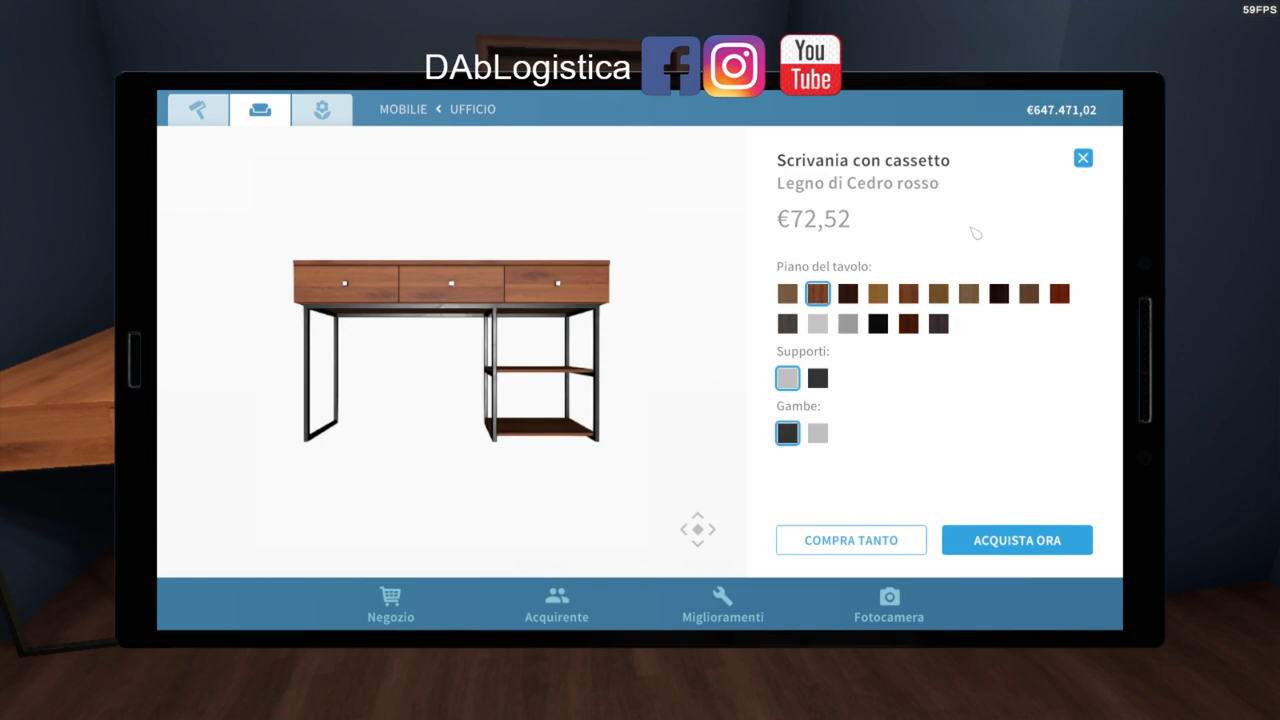 59FPS
DAbLogistica
You
Tube
MOBILIE < UFFICIO
€647.471,02
Scrivania con cassetto
Legno di Cedro rosso
€72,52
Piano del tavolo:
Supporti:
Gambe:
COMPRA TANTO
ACQUISTA ORA
Negozio
Acquirente
Miglioramenti
Fotocamera